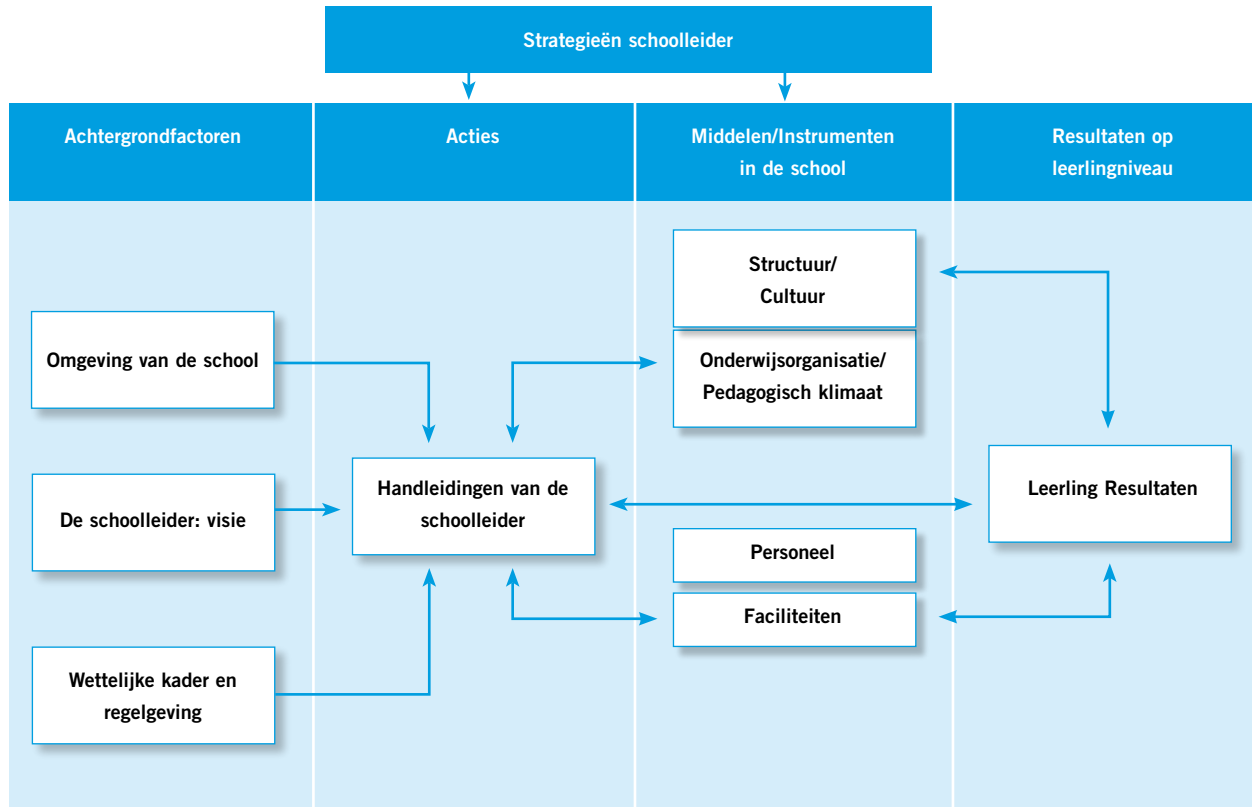 Strategieën schoolleider
Achtergrondfactoren
Acties
Middelen/Instrumenten
in de school
Resultaten op
leerlingniveau
Omgeving van de school
De schoolleider: visie
Wettelijke kader en
regelgeving
Handleidingen van de
schoolleider
Structuur/
Cultuur
Onderwijsorganisatie/
Pedagogisch klimaat
Personeel
Faciliteiten
Leerling Resultaten